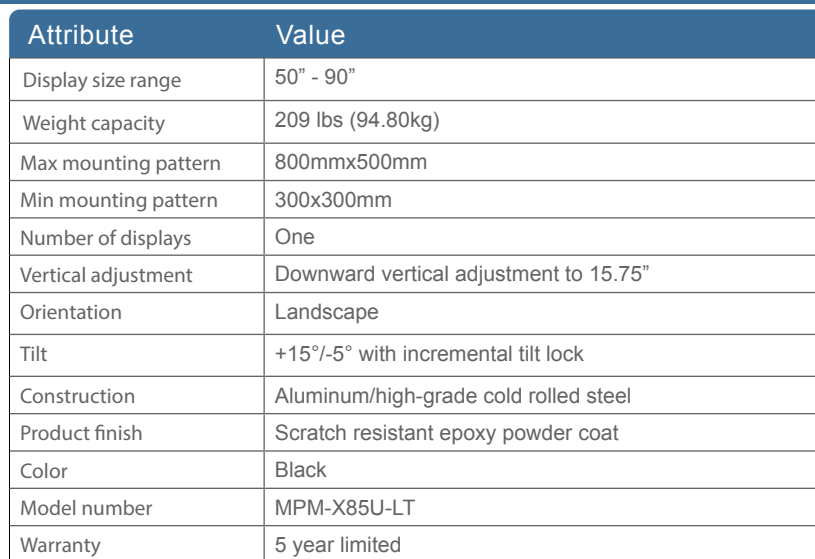 Attribute Value
Display size range 50” - 90”
Weight capacity 209 lbs (94.80kg)
Max mounting pattern 800mmx500mm
Min mounting pattern 300x300mm
Number of displays One
Vertical adjustment Downward vertical adjustment to 15.75”
Orientation Landscape
Tilt +15°/-5° with incremental tilt lock
Construction Aluminum/high-grade cold rolled steel
Product finish Scratch resistant epoxy powder coat
Color Black
Model number MPM-X85U-LT
Warranty 5 year limited